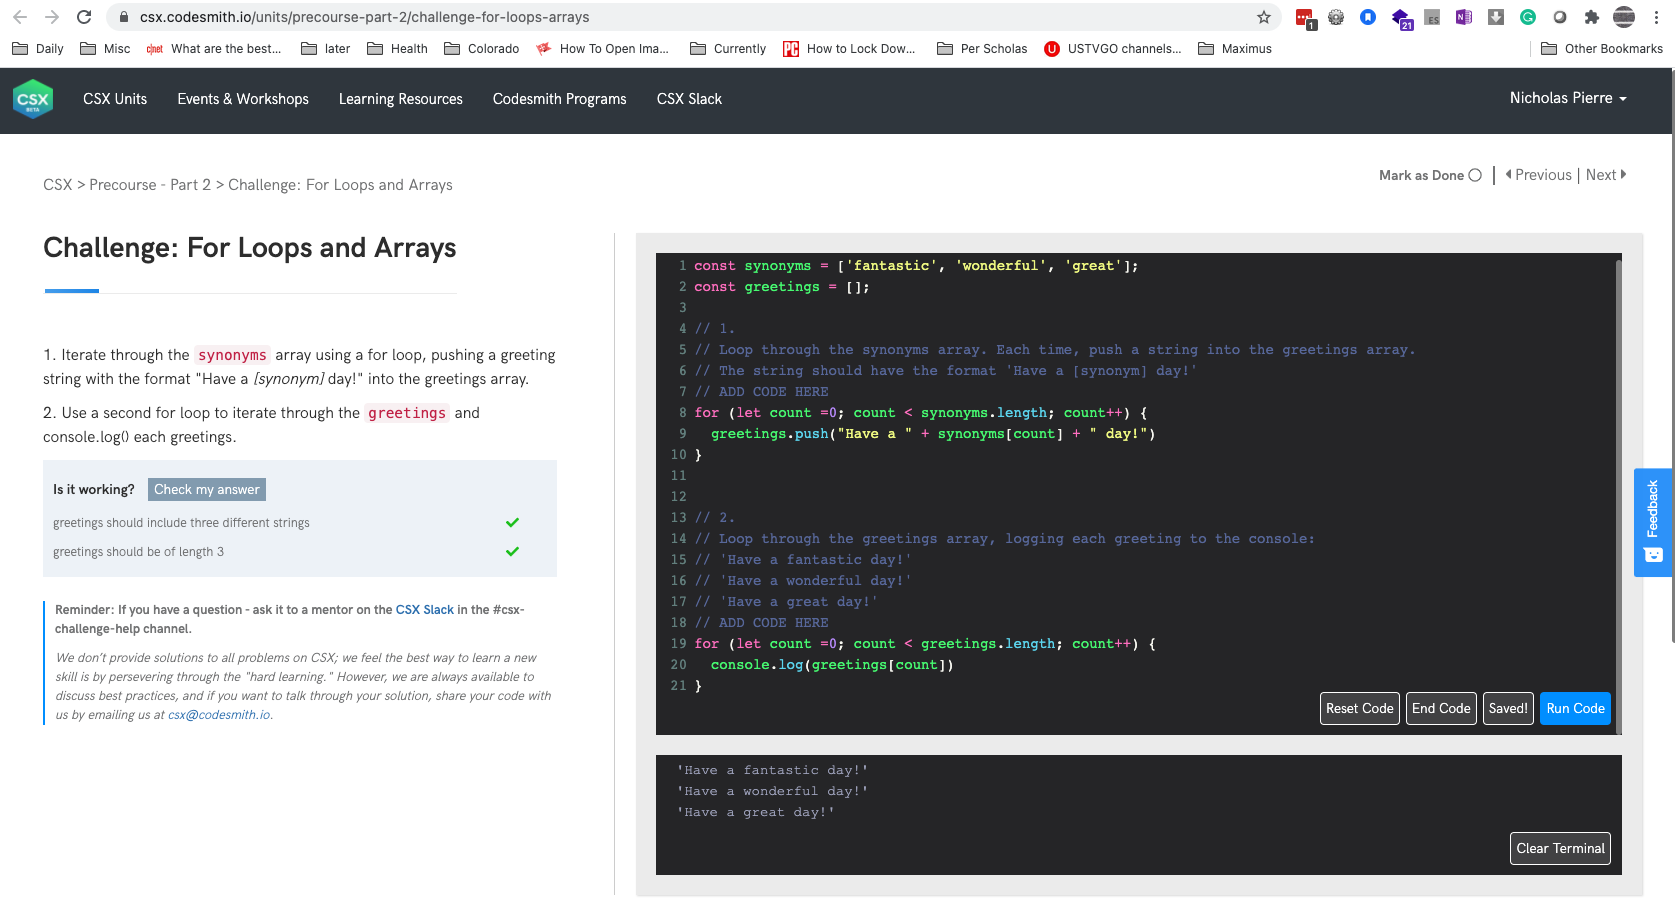 csx.codesmith.io/units/precourse-part-2/challenge-for-loops-arrays
1
21
ES
N
G
Daily
Misc
c|net What are the best...
later
Health
Colorado
How To Open Ima...
Currently
PC How to Lock Dow...
Per Scholas
U USTVGO channels...
Maximus
Other Bookmarks
CSX
BETA
CSX Units
Events & Workshops
Learning Resources
Codesmith Programs
CSX Slack
Nicholas Pierre
CSX > Precourse - Part 2 > Challenge: For Loops and Arrays
Mark as Done
Previous | Next
Challenge: For Loops and Arrays
1. Iterate through the synonyms array using a for loop, pushing a greeting
string with the format "Have a [synonym] day!" into the greetings array.
2. Use a second for loop to iterate through the greetings and
console.log() each greetings.
Is it working? Check my answer
greetings should include three different strings
greetings should be of length 3
Reminder: If you have a question - ask it to a mentor on the CSX Slack in the #csx-
challenge-help channel.
We don't provide solutions to all problems on CSX; we feel the best way to learn a new
skill is by persevering through the "hard learning." However, we are always available to
discuss best practices, and if you want to talk through your solution, share your code with
us by emailing us at csx@codesmith.io.
1 const synonyms = ['fantastic', 'wonderful', 'great'];
2 const greetings = [];
3
4 // 1.
5 // Loop through the synonyms array. Each time, push a string into the greetings array.
6 // The string should have the format 'Have a [synonym] day!'
7 // ADD CODE HERE
8 for (let count =0; count < synonyms.length; count++) {
9   greetings.push("Have a " + synonyms[count] + " day!")
10 }
11
12
13 // 2.
14 // Loop through the greetings array, logging each greeting to the console:
15 // 'Have a fantastic day!'
16 // 'Have a wonderful day!'
17 // 'Have a great day!'
18 // ADD CODE HERE
19 for (let count =0; count < greetings.length; count++) {
20   console.log(greetings[count])
21 }
Reset Code
End Code
Saved!
Run Code
'Have a fantastic day!'
'Have a wonderful day!'
'Have a great day!'
Clear Terminal
Feedback